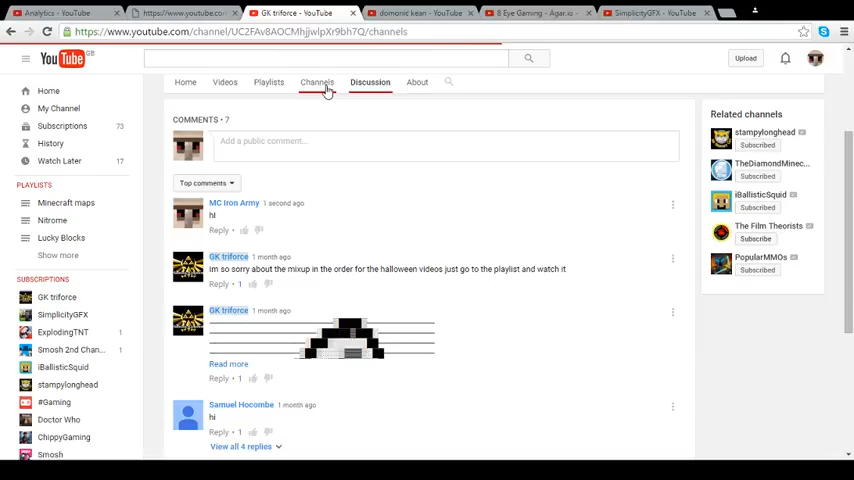 Analytics - YouTube
https://www.youtube.co
GK triforce - YouTube
domonic kean - YouTube
8 Eye Gaming - Agar.io -
SimplicityGFX - YouTube
https://www.youtube.com/channel/UC2FAv8AOCMhjjwlpXr9bh7Q/channels
YouTube GB
Upload
Home
Videos
Playlists
Channels
Discussion
About
Home
My Channel
Subscriptions 73
History
Watch Later 17
PLAYLISTS
Minecraft maps
Nitrome
Lucky Blocks
Show more
SUBSCRIPTIONS
GK triforce
SimplicityGFX
ExplodingTNT 1
Smosh 2nd Chan... 1
iBallisticSquid
stampylonghead
#Gaming
Doctor Who
ChippyGaming
Smosh
COMMENTS • 7
Add a public comment...
Top comments
MC Iron Army 1 second ago
hI
Reply
GK triforce 1 month ago
Im so sorry about the mixup in the order for the halloween videos just go to the playlist and watch it
Reply • 1
GK triforce 1 month ago
Read more
Reply • 1
Samuel Hocombe 1 month ago
hi
Reply • 1
View all 4 replies
Related channels
stampylonghead
Subscribed
TheDiamondMinec...
Subscribed
iBallisticSquid
Subscribed
The Film Theorists
Subscribe
PopularMMOs
Subscribed